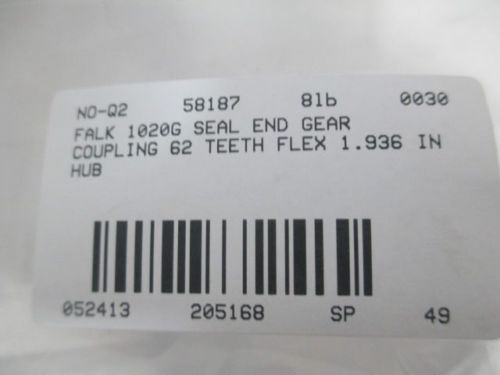 NO-Q2 58187 8lb 0030
FALK 1020G SEAL END GEAR
COUPLING 62 TEETH FLEX 1.936 IN
HUB
052413 205168 SP 49